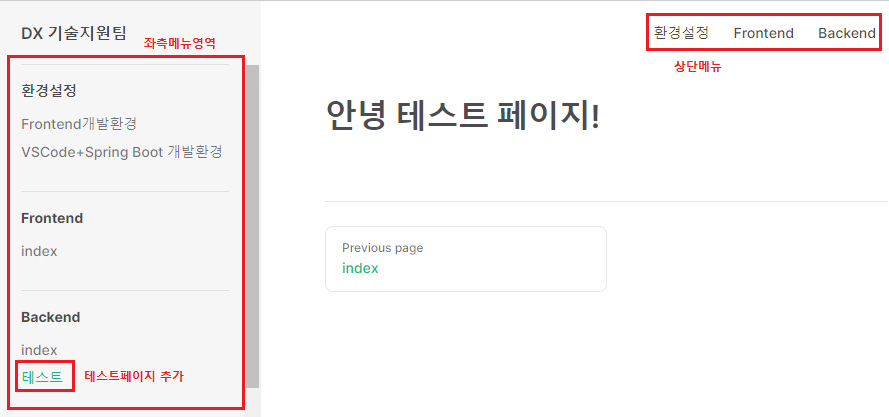 DX 기술지원팀
좌측메뉴영역
환경설정
Frontend개발환경
VSCode+Spring Boot 개발환경
Frontend
index
Backend
index
테스트
테스트페이지 추가
환경설정 Frontend Backend
상단메뉴
안녕 테스트 페이지!
Previous page
index